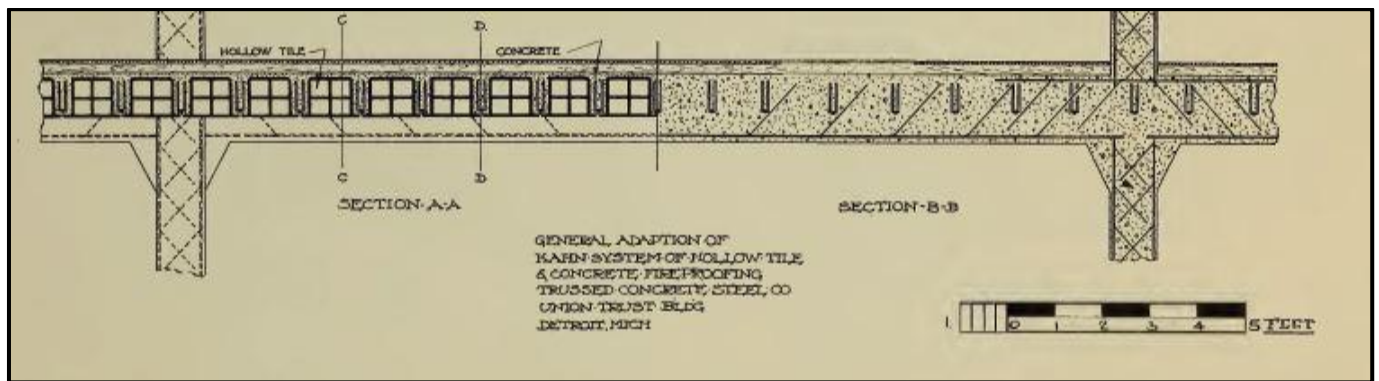 C
D.
HOLLOW TILE
CONCRETE
C
D
SECTION·A·A
SECTION·B·B
GENERAL ADAPTION OF
KAHN·SYSTEM·OF·HOLLOW·TILE
& CONCRETE·FIREPROOFING
TRUSSED·CONCRETE·STEEL CO
UNION·TRUST·BLDG
DETROIT, MICH
1 0 1 2 3 4 5 FEET